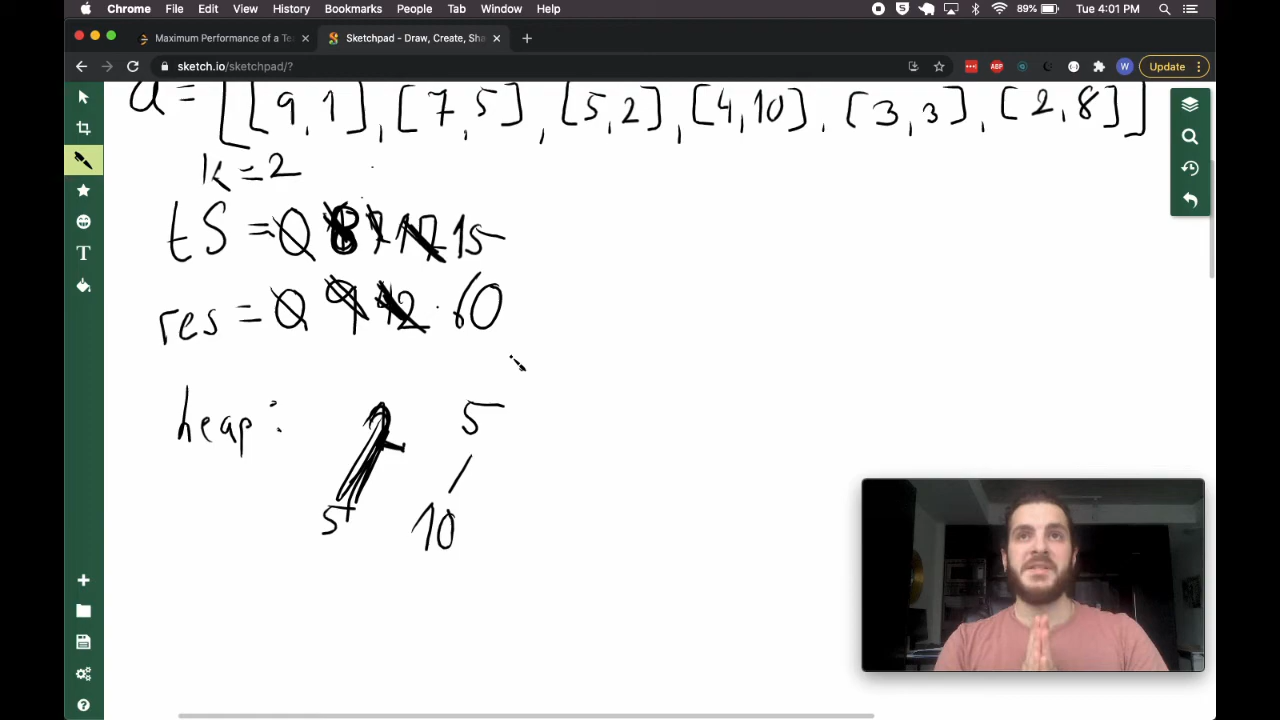 Chrome File Edit View History Bookmarks People Tab Window Help 89% Tue 4:01 PM
Maximum Performance of a Te Sketchpad - Draw, Create, Sha
sketch.io/sketchpad/? ABP W Update
a = [[9,1], [7,5], [5,2], [4,10], [3,3], [2,8]]
k=2
tS = 0 12 15
res = 0 9 42 60
heap: 5
5 10
T